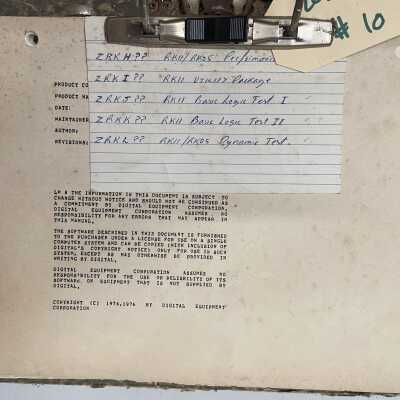 # 10
ZRKH?? RK11/RK05 Performance
ZRKI?? RK11 Utility Package
ZRKJ?? RK11 Basic Logic Test I
ZRKK?? RK11 Basic Logic Test II
ZRKL?? RK11/RK05 Dynamic Test.
PRODUCT CO
PRODUCT NA
DATE:
MAINTAINER
AUTHOR:
REVISION:
THE INFORMATION IN THIS DOCUMENT IS SUBJECT TO
CHANGE WITHOUT NOTICE AND SHOULD NOT BE CONSTRUED AS
A COMMITMENT BY DIGITAL EQUIPMENT CORPORATION.
DIGITAL EQUIPMENT CORPORATION ASSUMES NO
RESPONSIBILITY FOR ANY ERRORS THAT MAY APPEAR IN
THIS MANUAL.
THE SOFTWARE DESCRIBED IN THIS DOCUMENT IS FURNISHED
TO THE PURCHASER UNDER A LICENSE FOR USE ON A SINGLE
COMPUTER SYSTEM AND CAN BE COPIED (WITH INCLUSION OF
DIGITAL'S COPYRIGHT NOTICE) ONLY FOR USE IN SUCH
SYSTEM, EXCEPT AS MAY OTHERWISE BE PROVIDED IN
WRITING BY DIGITAL.
DIGITAL EQUIPMENT CORPORATION ASSUMES NO
RESPONSIBILITY FOR THE USE OR RELIABILITY OF ITS
SOFTWARE ON EQUIPMENT THAT IS NOT SUPPLIED BY
DIGITAL.
COPYRIGHT (C) 1974,1976 BY DIGITAL EQUIPMENT
CORPORATION